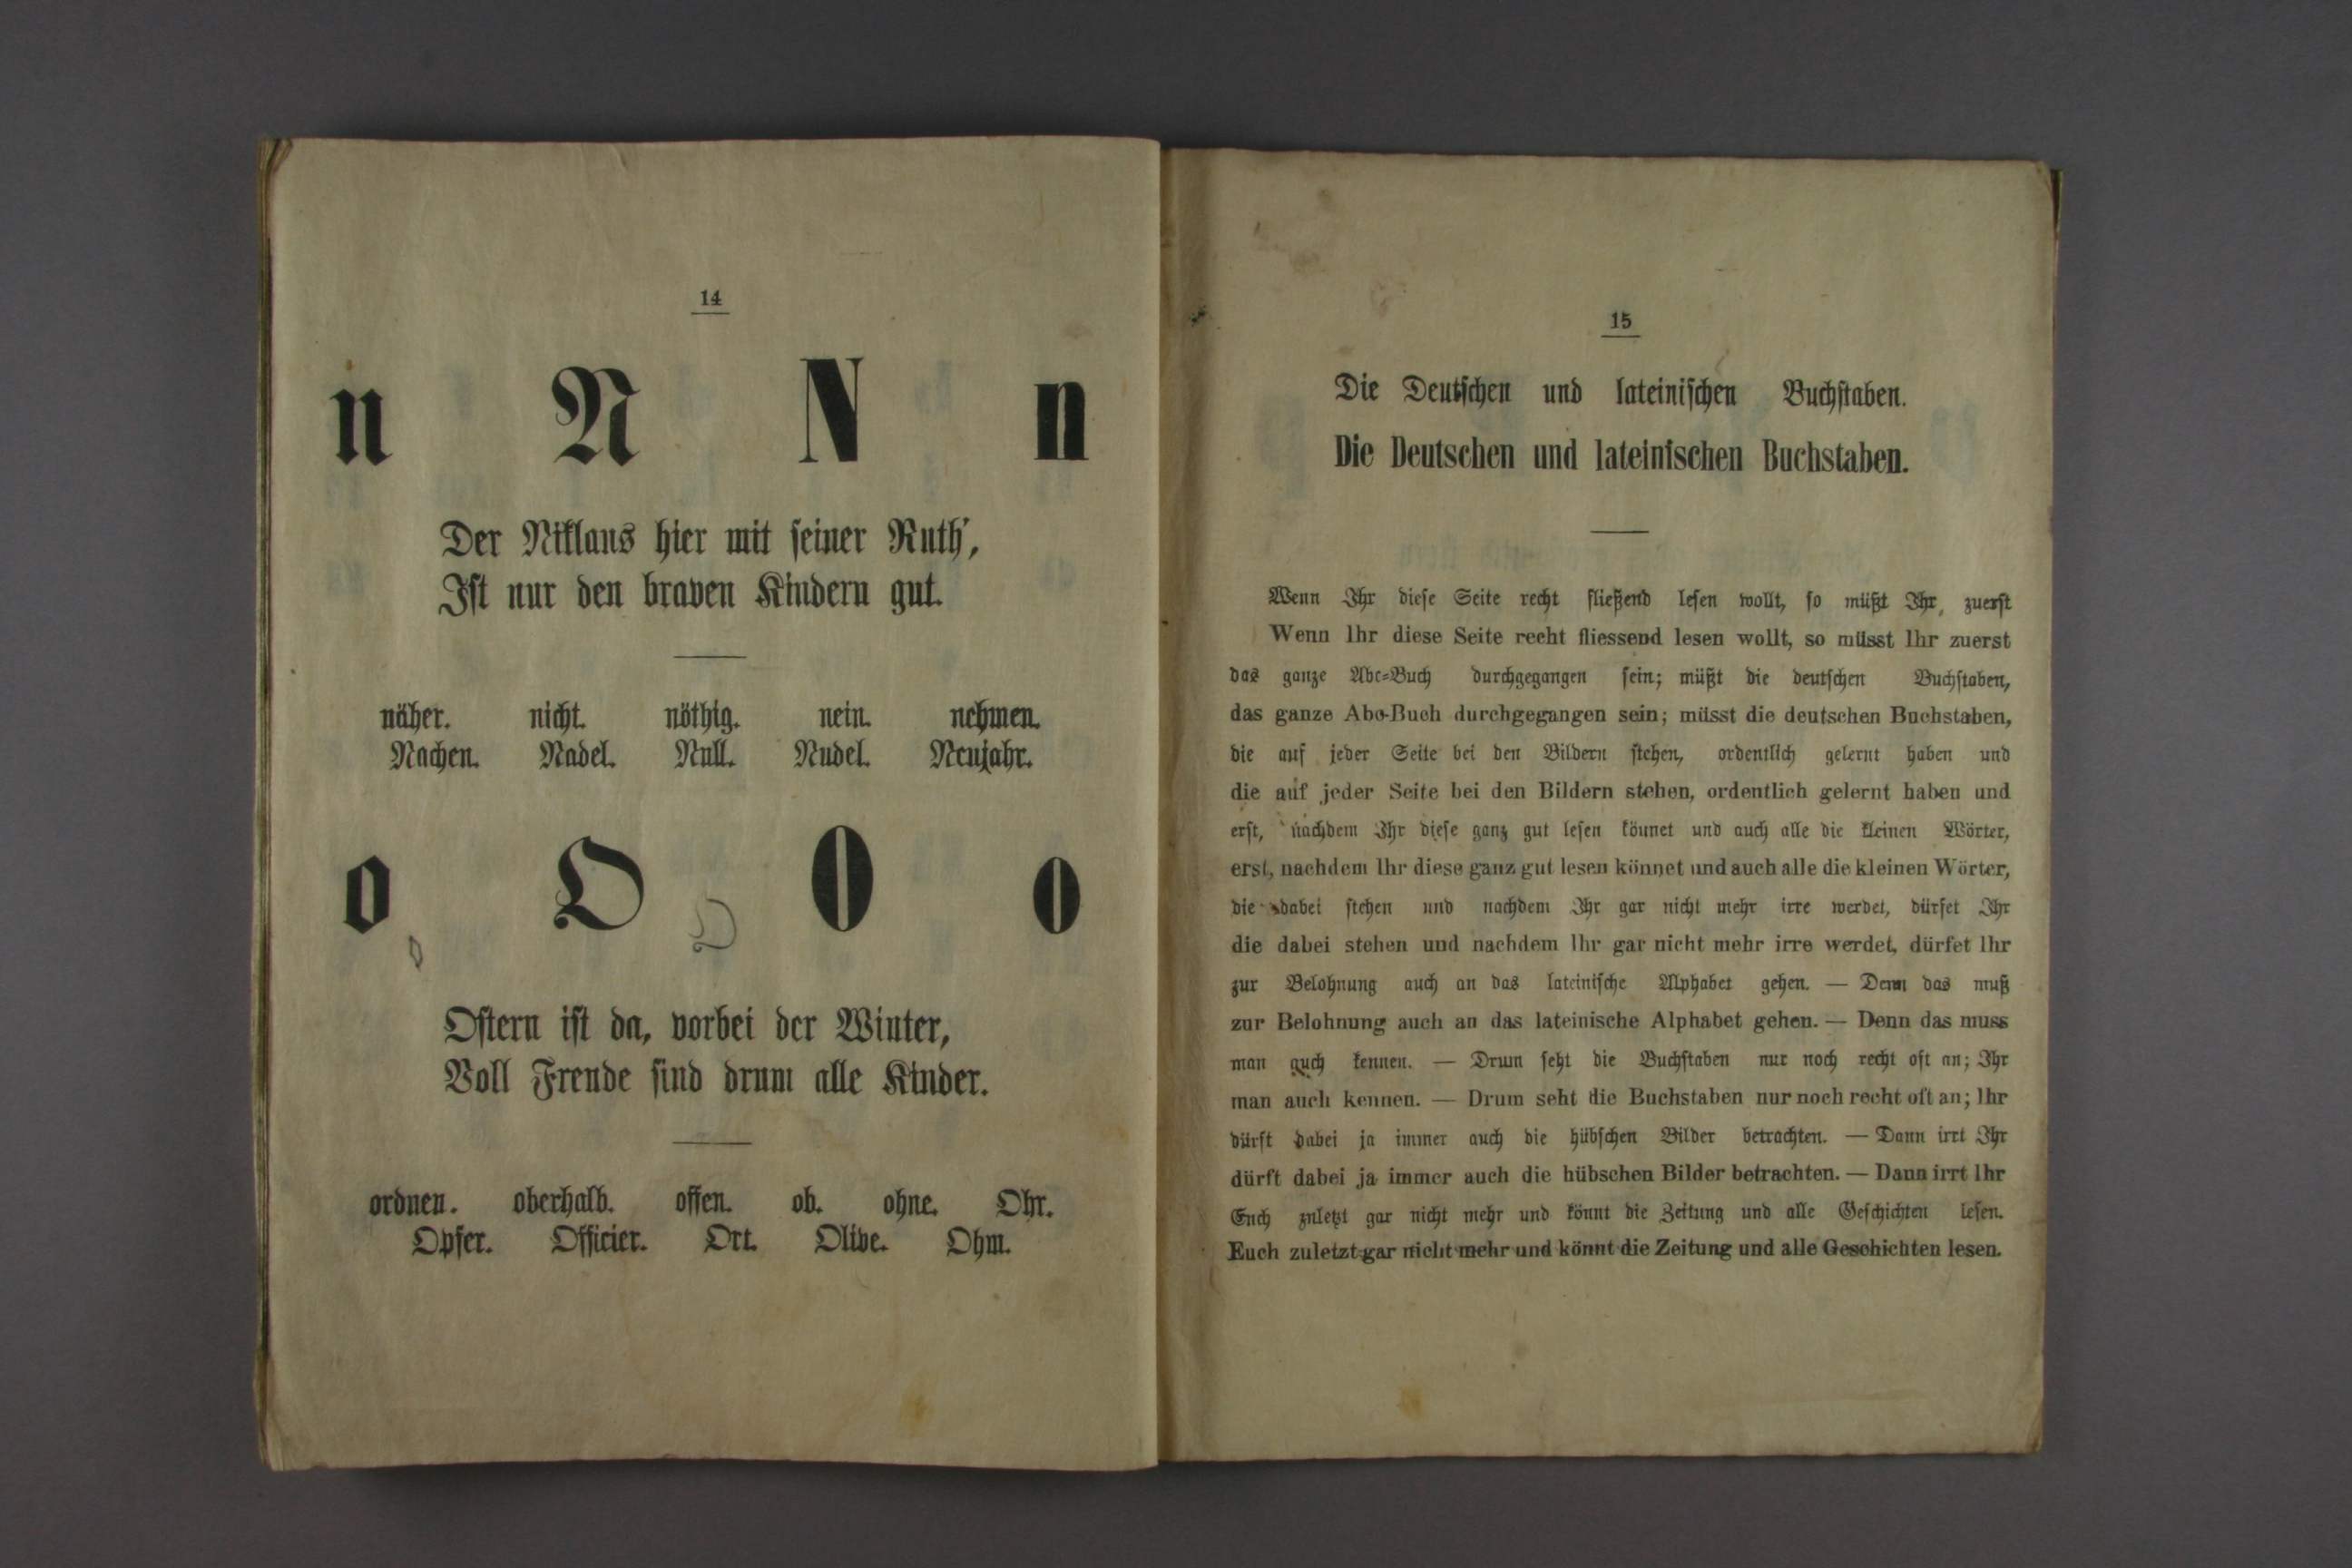 14
n N N n
Der Niklaus hier mit seiner Ruth',
Ist nur den braven Kindern gut.
näher. nicht. nöthig. nein. nehmen.
Nachen. Nadel. Null. Nudel. Neujahr.
o O O o
o O
Ostern ist da, vorbei der Winter,
Voll Freude sind drum alle Kinder.
ordnen. oberhalb. offen. ob. ohne. Ohr.
Opfer. Officier. Ort. Olive. Ohm.
15
Die Deutschen und lateinischen Buchstaben.
Die Deutschen und lateinischen Buchstaben.
Wenn Ihr diese Seite recht fließend lesen wollt, so müßt Ihr, zuerst
Wenn Ihr diese Seite recht fliessend lesen wollt, so müsst Ihr zuerst
das ganze Abc-Buch durchgegangen sein; müßt die deutschen Buchstaben,
das ganze Abc-Buch durchgegangen sein; müsst die deutschen Buchstaben,
die auf jeder Seite bei den Bildern stehen, ordentlich gelernt haben und
die auf jeder Seite bei den Bildern stehen, ordentlich gelernt haben und
erst, nachdem Ihr diese ganz gut lesen könnet und auch alle die kleinen Wörter,
erst, nachdem Ihr diese ganz gut lesen könnet und auch alle die kleinen Wörter,
die dabei stehen und nachdem Ihr gar nicht mehr irre werdet, dürfet Ihr
die dabei stehen und nachdem Ihr gar nicht mehr irre werdet, dürfet Ihr
zur Belohnung auch an das lateinische Alphabet gehen. — Denn das muß
zur Belohnung auch an das lateinische Alphabet gehen. — Denn das muss
man auch kennen. — Drum seht die Buchstaben nur noch recht oft an; Ihr
man auch kennen. — Drum seht die Buchstaben nur noch recht oft an; Ihr
dürft dabei ja immer auch die hübschen Bilder betrachten. — Dann irrt Ihr
dürft dabei ja immer auch die hübschen Bilder betrachten. — Dann irrt Ihr
Euch zuletzt gar nicht mehr und könnt die Zeitung und alle Geschichten lesen.
Euch zuletzt gar nicht mehr und könnt die Zeitung und alle Geschichten lesen.